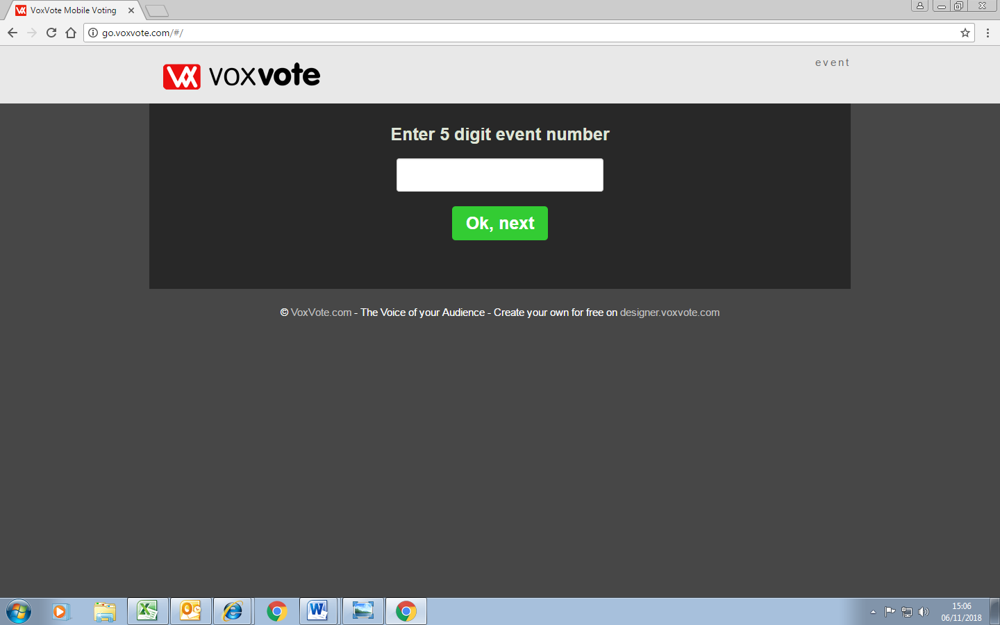 VoxVote Mobile Voting
go.voxvote.com/#/
voxvote
event
Enter 5 digit event number
Ok, next
© VoxVote.com - The Voice of your Audience - Create your own for free on designer.voxvote.com
15:06
06/11/2018